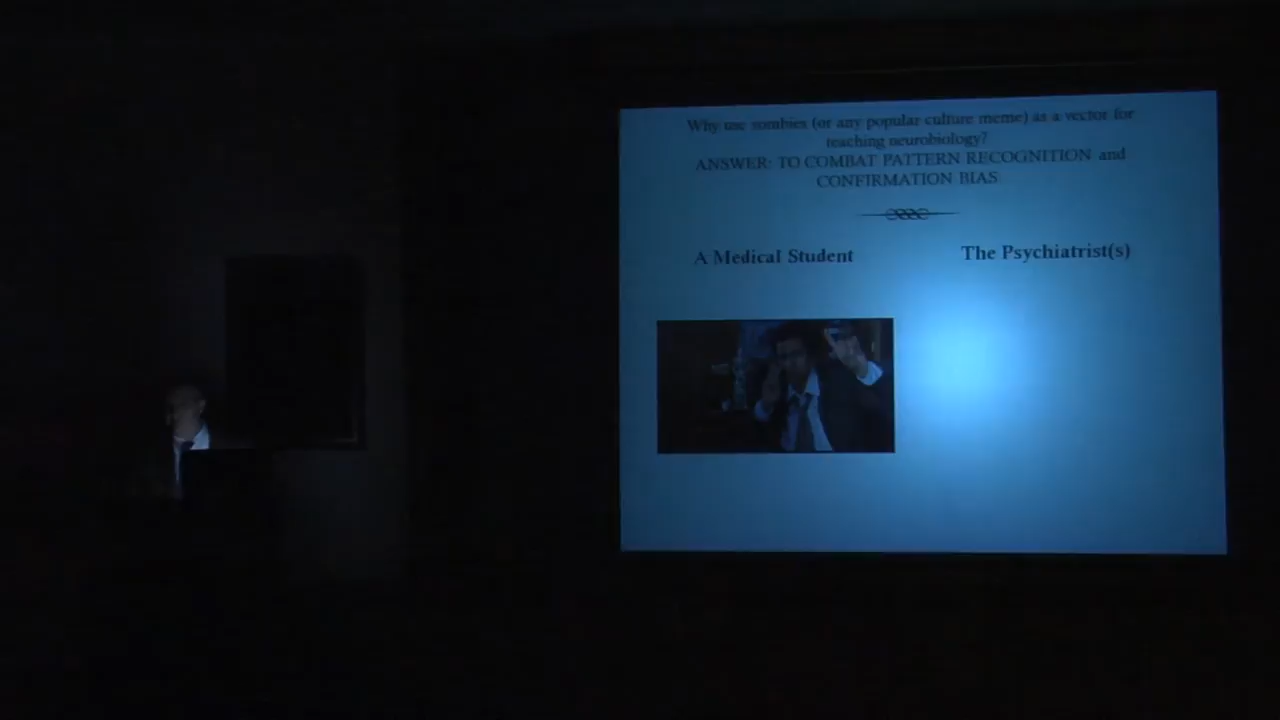 Why use zombies (or any popular culture meme) as a vector for
teaching neurobiology?
ANSWER: TO COMBAT PATTERN RECOGNITION and
CONFIRMATION BIAS
A Medical Student
The Psychiatrist(s)